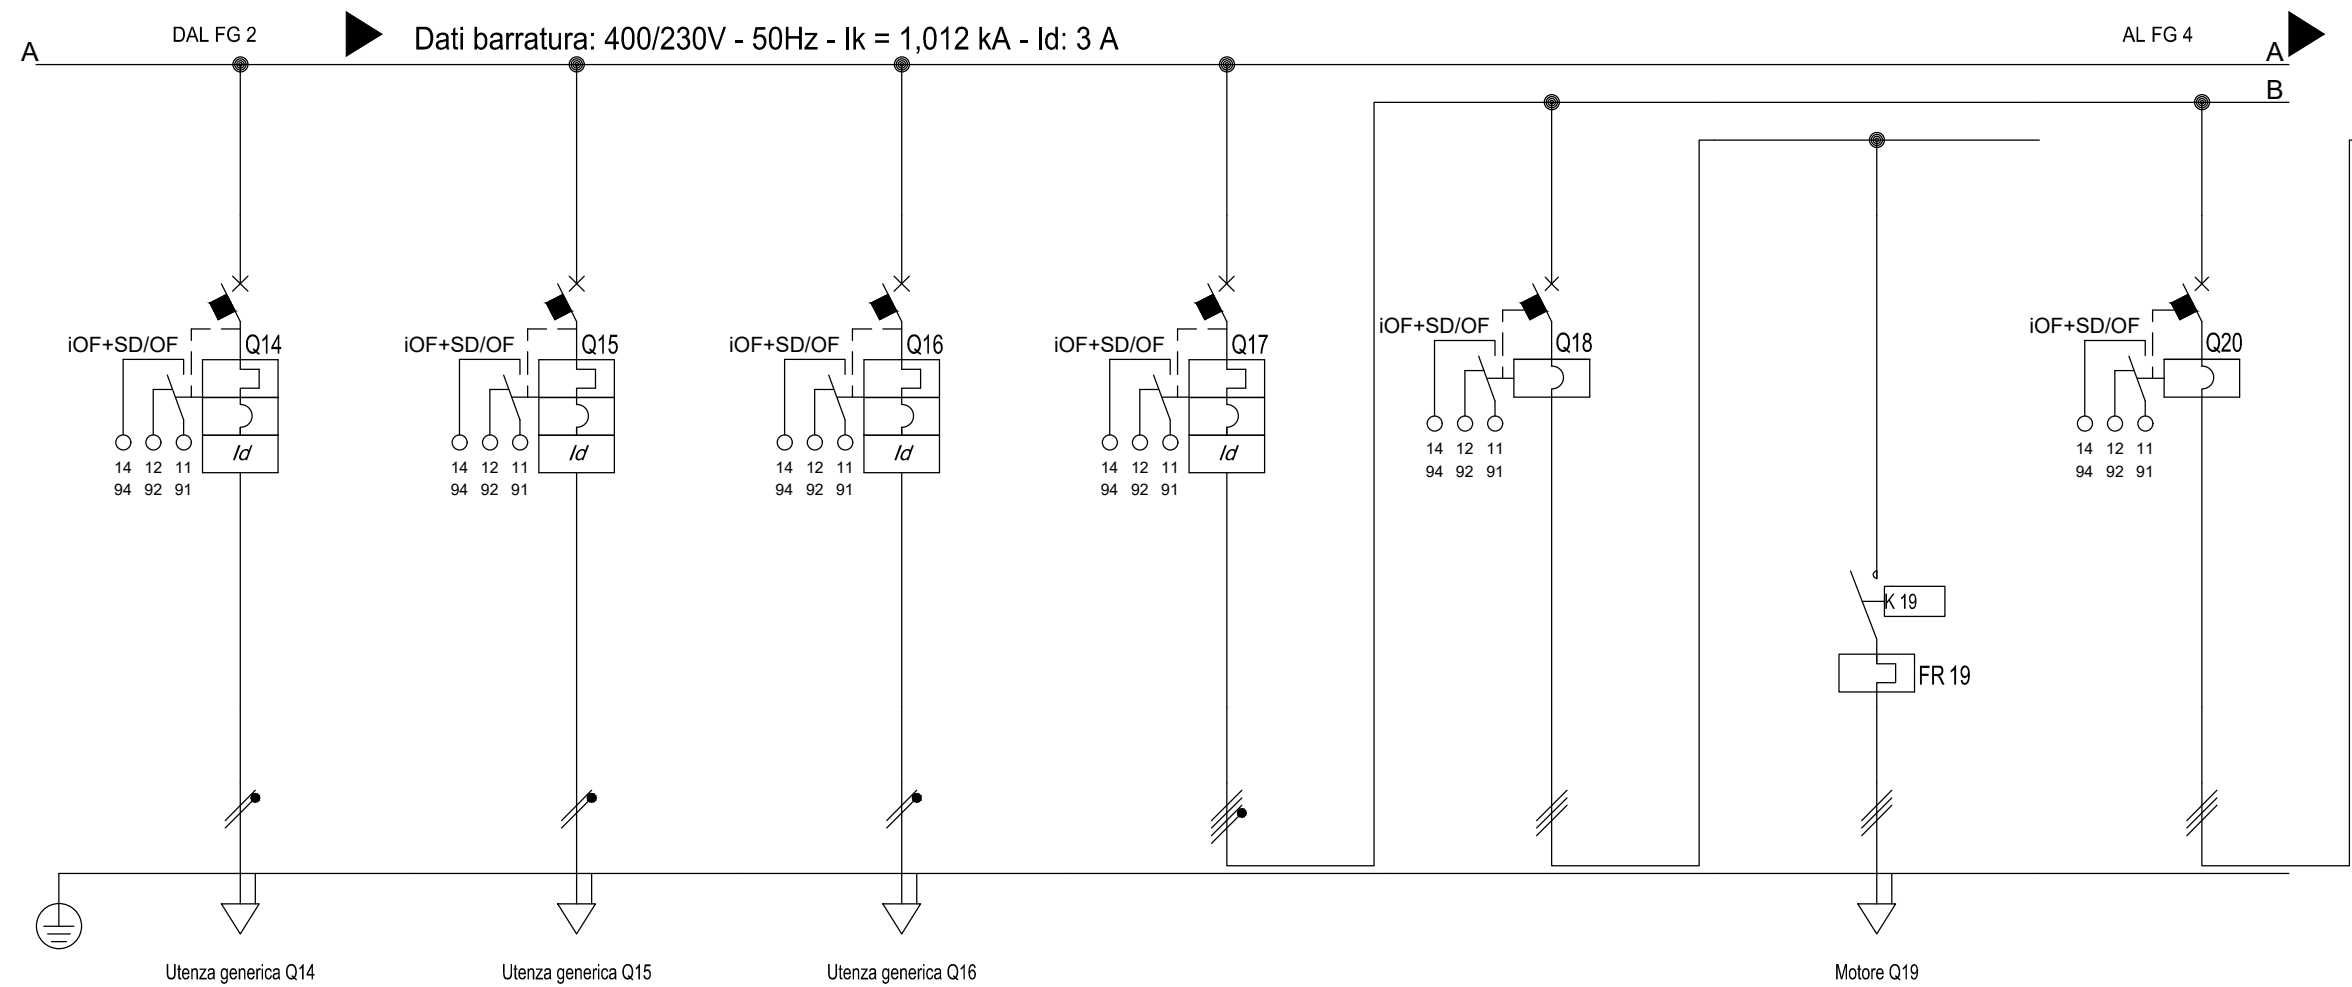 DAL FG 2
Dati barratura: 400/230V - 50Hz - Ik = 1,012 kA - Id: 3 A
AL FG 4
A
A
B
iOF+SD/OF
Q14
iOF+SD/OF
Q15
iOF+SD/OF
Q16
iOF+SD/OF
Q17
iOF+SD/OF
Q18
iOF+SD/OF
Q20
Id
Id
Id
Id
14 12 11
94 92 91
14 12 11
94 92 91
14 12 11
94 92 91
14 12 11
94 92 91
14 12 11
94 92 91
14 12 11
94 92 91
K 19
FR 19
Utenza generica Q14
Utenza generica Q15
Utenza generica Q16
Motore Q19